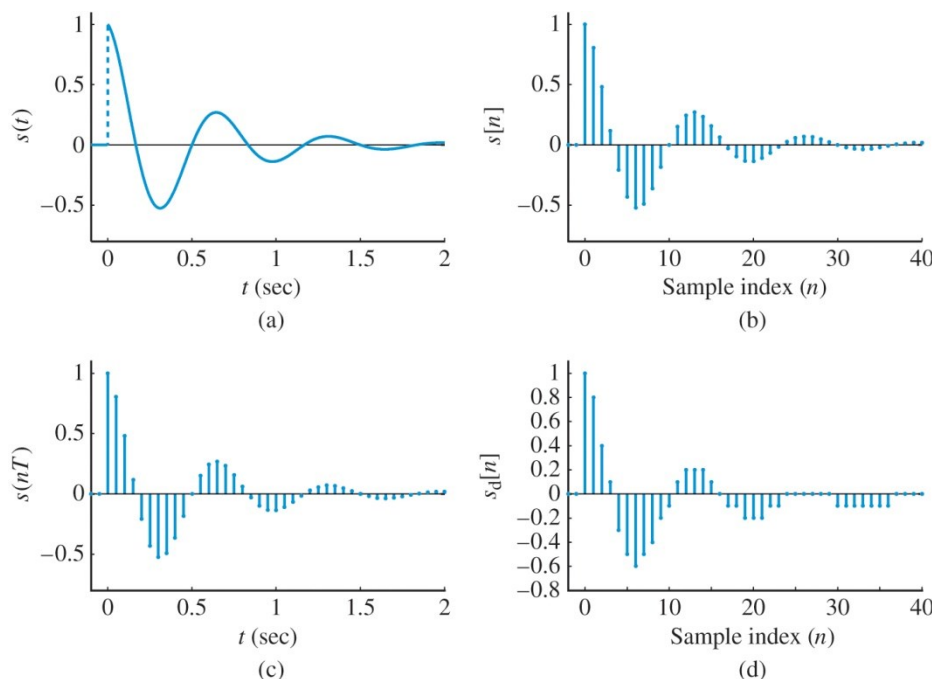 1
0.5
0
−0.5
s(t)
0 0.5 1 1.5 2
t (sec)
(a)
1
0.5
0
−0.5
s[n]
0 10 20 30 40
Sample index (n)
(b)
1
0.5
0
−0.5
s(nT)
0 0.5 1 1.5 2
t (sec)
(c)
1
0.8
0.6
0.4
0.2
0
−0.2
−0.4
−0.6
−0.8
s_d[n]
0 10 20 30 40
Sample index (n)
(d)